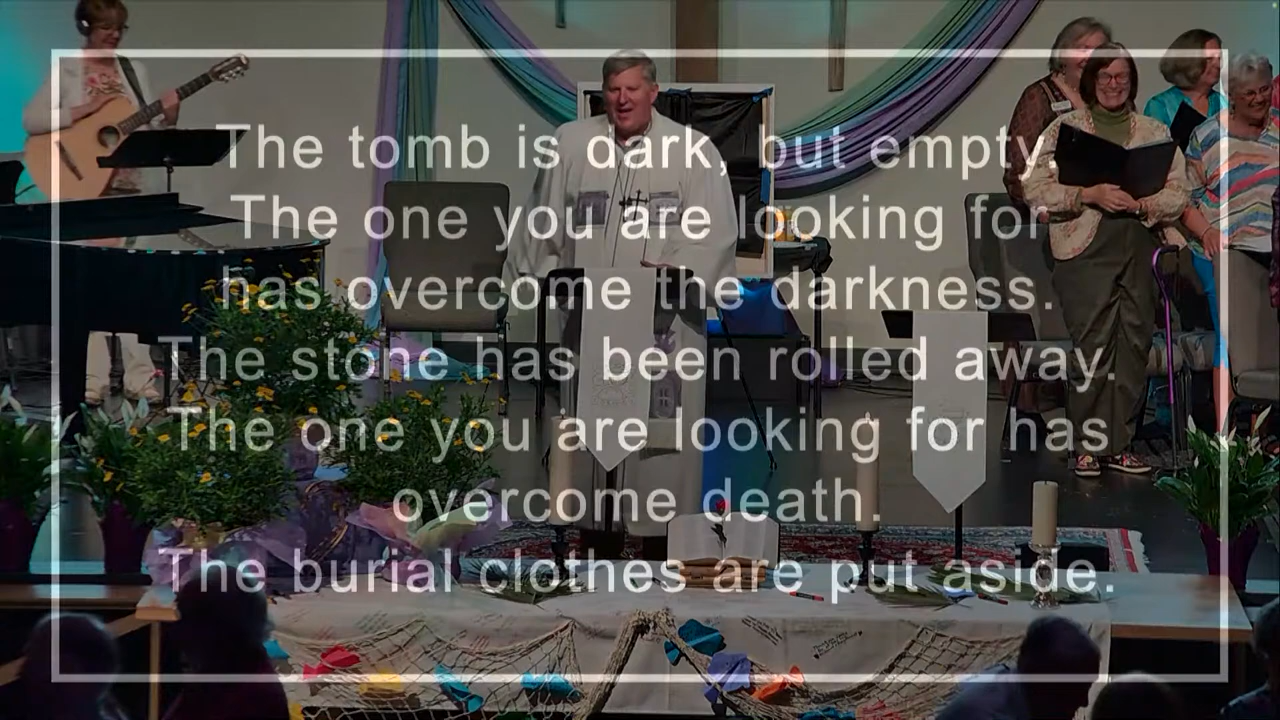 The tomb is dark, but empty.
The one you are looking for
has overcome the darkness.
The stone has been rolled away.
The one you are looking for has
overcome death.
The burial clothes are put aside.